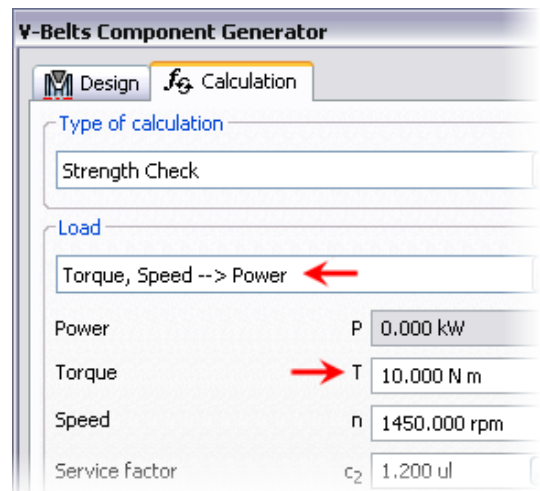 V-Belts Component Generator
Design
Calculation
Type of calculation
Strength Check
Load
Torque, Speed --> Power
Power P 0.000 kW
Torque T 10.000 N m
Speed n 1450.000 rpm
Service factor c₂ 1.200 ul